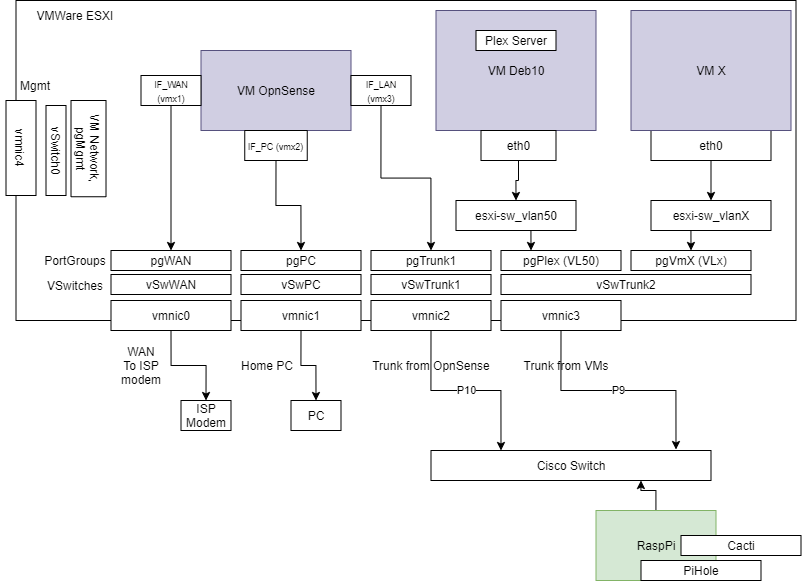 VMWare ESXI
Plex Server
VM Deb10
VM X
VM OpnSense
IF_WAN
(vmx1)
IF_LAN
(vmx3)
IF_PC (vmx2)
Mgmt
vmnic4
vSwitch0
VM Network,
pgMgmt
eth0
eth0
esxi-sw_vlan50
esxi-sw_vlanX
PortGroups
pgWAN
pgPC
pgTrunk1
pgPlex (VL50)
pgVmX (VLx)
VSwitches
vSwWAN
vSwPC
vSwTrunk1
vSwTrunk2
vmnic0
vmnic1
vmnic2
vmnic3
WAN
To ISP
modem
Home PC
Trunk from OpnSense
Trunk from VMs
P10
P9
ISP
Modem
PC
Cisco Switch
RaspPi
Cacti
PiHole